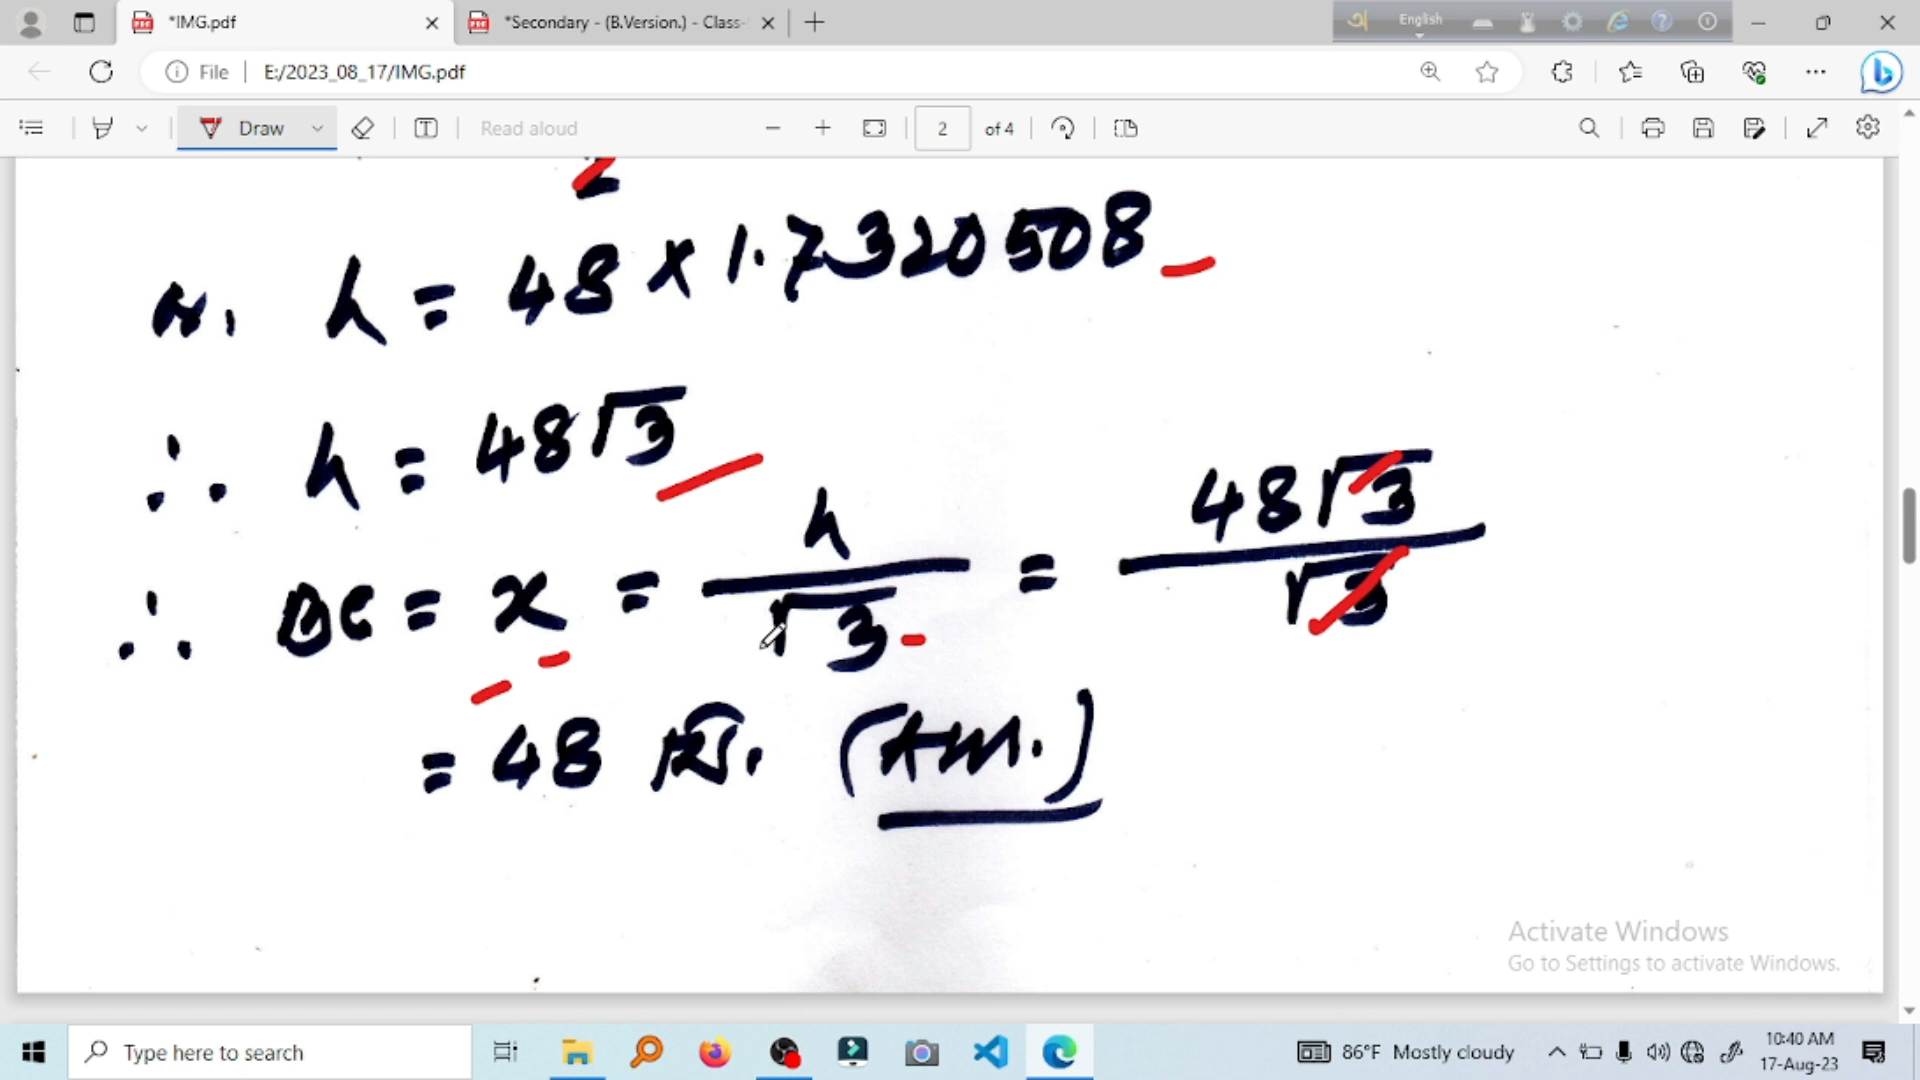 *IMG.pdf
*Secondary - (B.Version.) - Class-
English
File
E:/2023_08_17/IMG.pdf
Draw
Read aloud
2
of 4
2
বা, h = 48 × 1.7320508
∴ h = 48√3
∴ BC = x = h/√3 = 48√3/√3
= 48 মি. (Ans.)
Activate Windows
Go to Settings to activate Windows.
Type here to search
86°F Mostly cloudy
10:40 AM
17-Aug-23